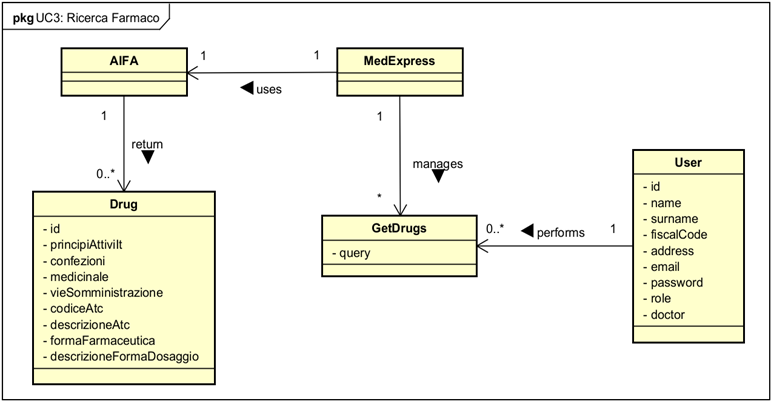 pkg UC3: Ricerca Farmaco
AIFA
1
1
MedExpress
uses
1
return
0..*
1
manages
*
Drug
- id
- principiAttiviIt
- confezioni
- medicinale
- vieSomministrazione
- codiceAtc
- descrizioneAtc
- formaFarmaceutica
- descrizioneFormaDosaggio
GetDrugs
- query
0..*
performs
1
User
- id
- name
- surname
- fiscalCode
- address
- email
- password
- role
- doctor